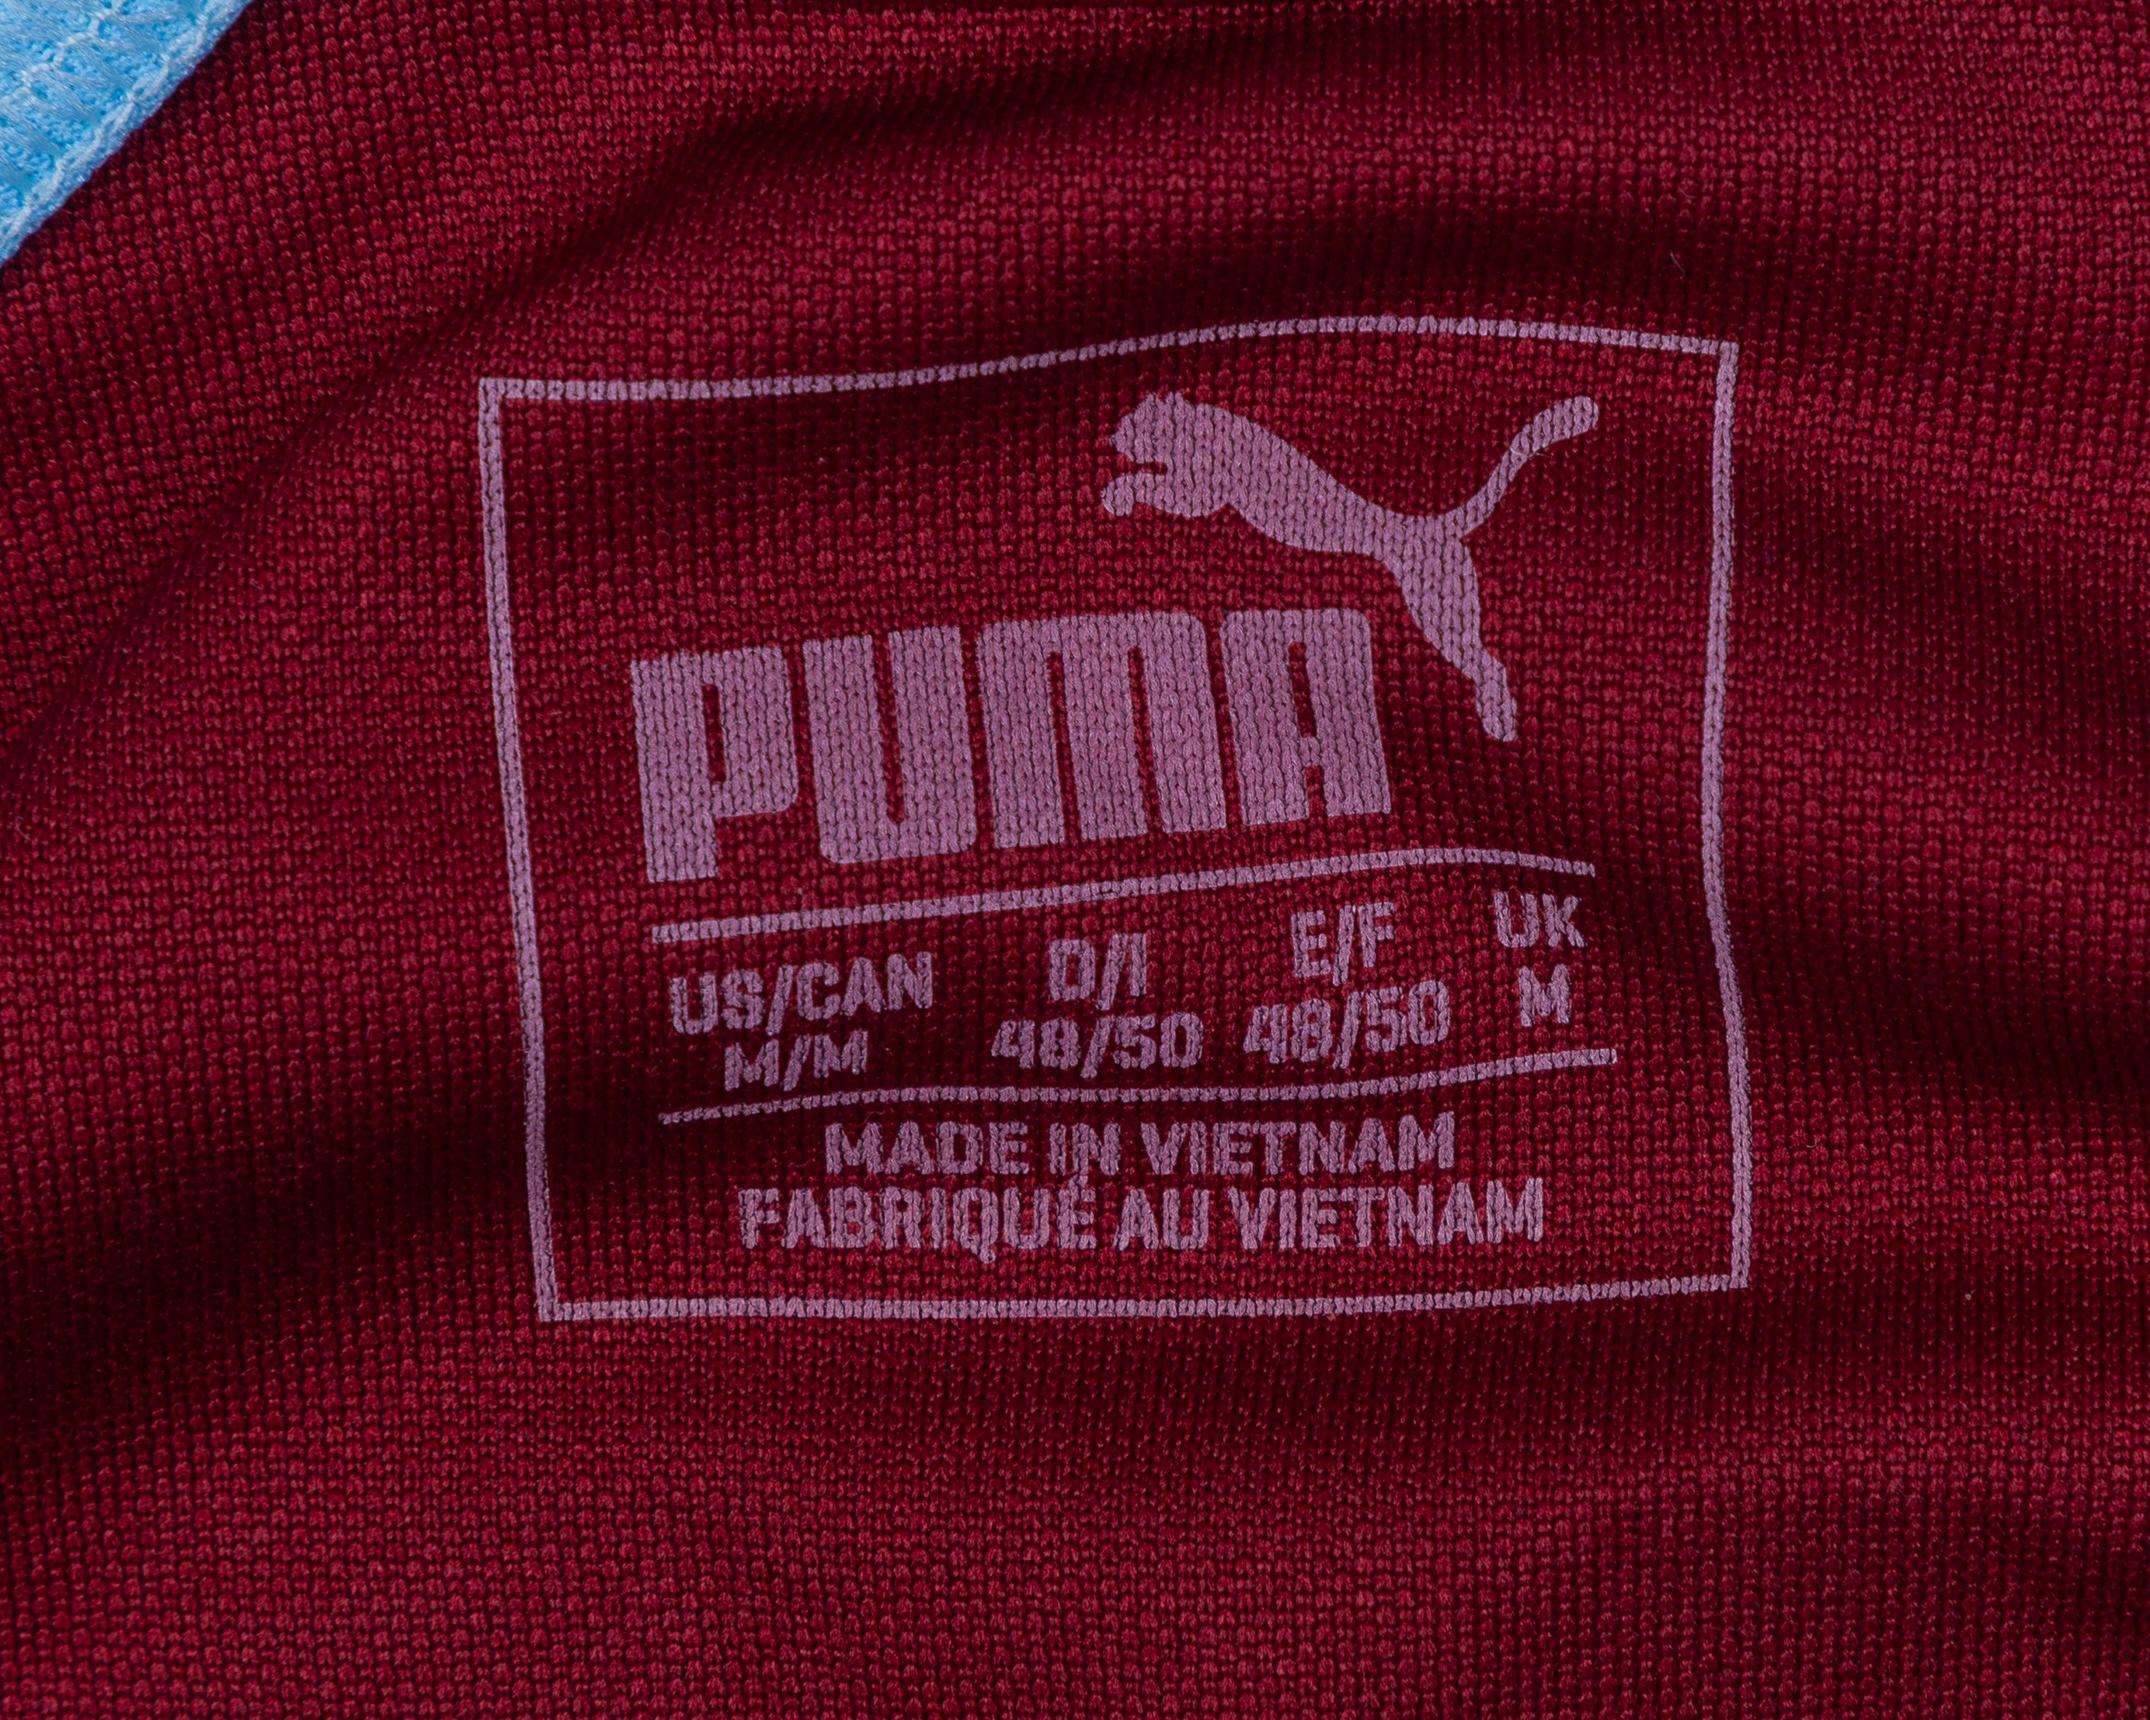 PUMA
US/CAN D/I E/F UK
M/M 48/50 48/50 M
MADE IN VIETNAM
FABRIQUÉ AU VIETNAM